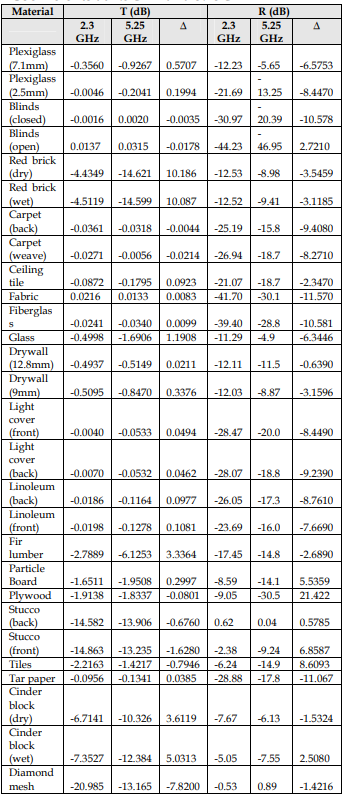 Material T (dB) R (dB)
2.3 GHz 5.25 GHz Δ 2.3 GHz 5.25 GHz Δ
Plexiglass (7.1mm) -0.3560 -0.9267 0.5707 -12.23 -5.65 -6.5753
Plexiglass (2.5mm) -0.0046 -0.2041 0.1994 -21.69 -13.25 -8.4470
Blinds (closed) -0.0016 0.0020 -0.0035 -30.97 -20.39 -10.578
Blinds (open) 0.0137 0.0315 -0.0178 -44.23 -46.95 2.7210
Red brick (dry) -4.4349 -14.621 10.186 -12.53 -8.98 -3.5459
Red brick (wet) -4.5119 -14.599 10.087 -12.52 -9.41 -3.1185
Carpet (back) -0.0361 -0.0318 -0.0044 -25.19 -15.8 -9.4080
Carpet (weave) -0.0271 -0.0056 -0.0214 -26.94 -18.7 -8.2710
Ceiling tile -0.0872 -0.1795 0.0923 -21.07 -18.7 -2.3470
Fabric 0.0216 0.0133 0.0083 -41.70 -30.1 -11.570
Fiberglas s -0.0241 -0.0340 0.0099 -39.40 -28.8 -10.581
Glass -0.4998 -1.6906 1.1908 -11.29 -4.9 -6.3446
Drywall (12.8mm) -0.4937 -0.5149 0.0211 -12.11 -11.5 -0.6390
Drywall (9mm) -0.5095 -0.8470 0.3376 -12.03 -8.87 -3.1596
Light cover (front) -0.0040 -0.0533 0.0494 -28.47 -20.0 -8.4490
Light cover (back) -0.0070 -0.0532 0.0462 -28.07 -18.8 -9.2390
Linoleum (back) -0.0186 -0.1164 0.0977 -26.05 -17.3 -8.7610
Linoleum (front) -0.0198 -0.1278 0.1081 -23.69 -16.0 -7.6690
Fir lumber -2.7889 -6.1253 3.3364 -17.45 -14.8 -2.6890
Particle Board -1.6511 -1.9508 0.2997 -8.59 -14.1 5.5359
Plywood -1.9138 -1.8337 -0.0801 -9.05 -30.5 21.422
Stucco (back) -14.582 -13.906 -0.6760 0.62 0.04 0.5785
Stucco (front) -14.863 -13.235 -1.6280 -2.38 -9.24 6.8587
Tiles -2.2163 -1.4217 -0.7946 -6.24 -14.9 8.6093
Tar paper -0.0956 -0.1341 0.0385 -28.88 -17.8 -11.067
Cinder block (dry) -6.7141 -10.326 3.6119 -7.67 -6.13 -1.5324
Cinder block (wet) -7.3527 -12.384 5.0313 -5.05 -7.55 2.5080
Diamond mesh -20.985 -13.165 -7.8200 -0.53 0.89 -1.4216